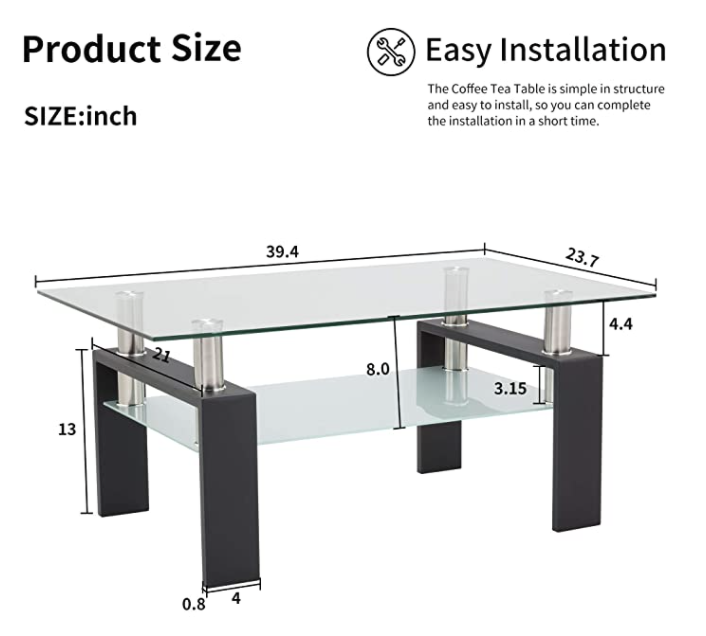 Product Size
SIZE:inch
Easy Installation
The Coffee Tea Table is simple in structure
and easy to install, so you can complete
the installation in a short time.
39.4
23.7
4.4
21
8.0
3.15
13
0.8
4